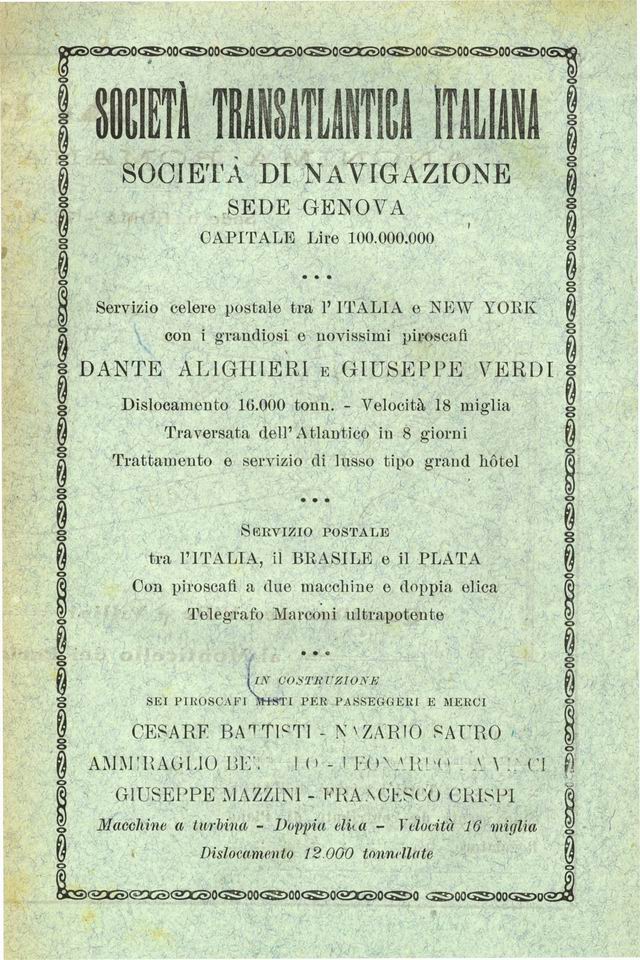 SOCIETÀ TRANSATLANTICA ITALIANA
SOCIETÀ DI NAVIGAZIONE
SEDE GENOVA
CAPITALE Lire 100.000.000
Servizio celere postale tra l'ITALIA e NEW YORK
con i grandiosi e novissimi piroscafi
DANTE ALIGHIERI E GIUSEPPE VERDI
Dislocamento 16.000 tonn. - Velocità 18 miglia
Traversata dell'Atlantico in 8 giorni
Trattamento e servizio di lusso tipo grand hôtel
SERVIZIO POSTALE
tra l'ITALIA, il BRASILE e il PLATA
Con piroscafi a due macchine e doppia elica
Telegrafo Marconi ultrapotente
IN COSTRUZIONE
SEI PIROSCAFI MISTI PER PASSEGGERI E MERCI
CESARE BATTISTI - NAZARIO SAURO
AMMIRAGLIO - LEONARDO DA VINCI
GIUSEPPE MAZZINI - FRANCESCO CRISPI
Macchine a turbina - Doppia elica - Velocità 16 miglia
Dislocamento 12.000 tonnellate